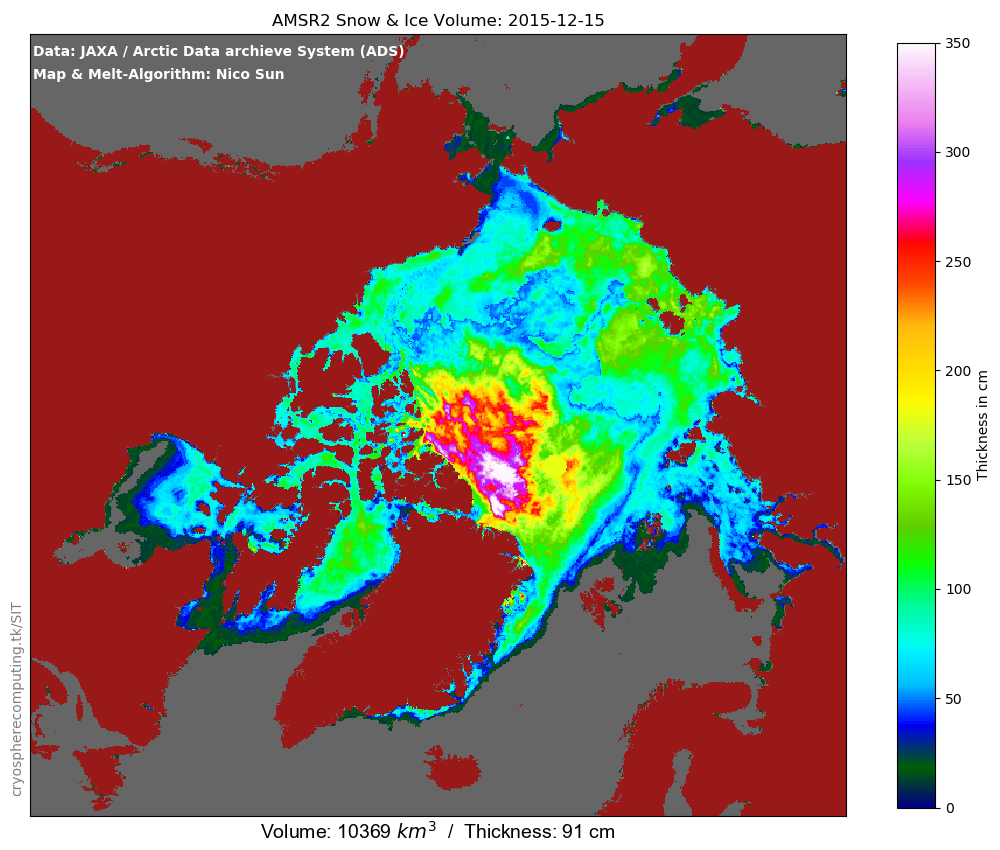 AMSR2 Snow & Ice Volume: 2015-12-15
Data: JAXA / Arctic Data archieve System (ADS)
Map & Melt-Algorithm: Nico Sun
350
300
250
200
150
100
50
0
Thickness in cm
cryospherecomputing.tk/SIT
Volume: 10369 km³ / Thickness: 91 cm